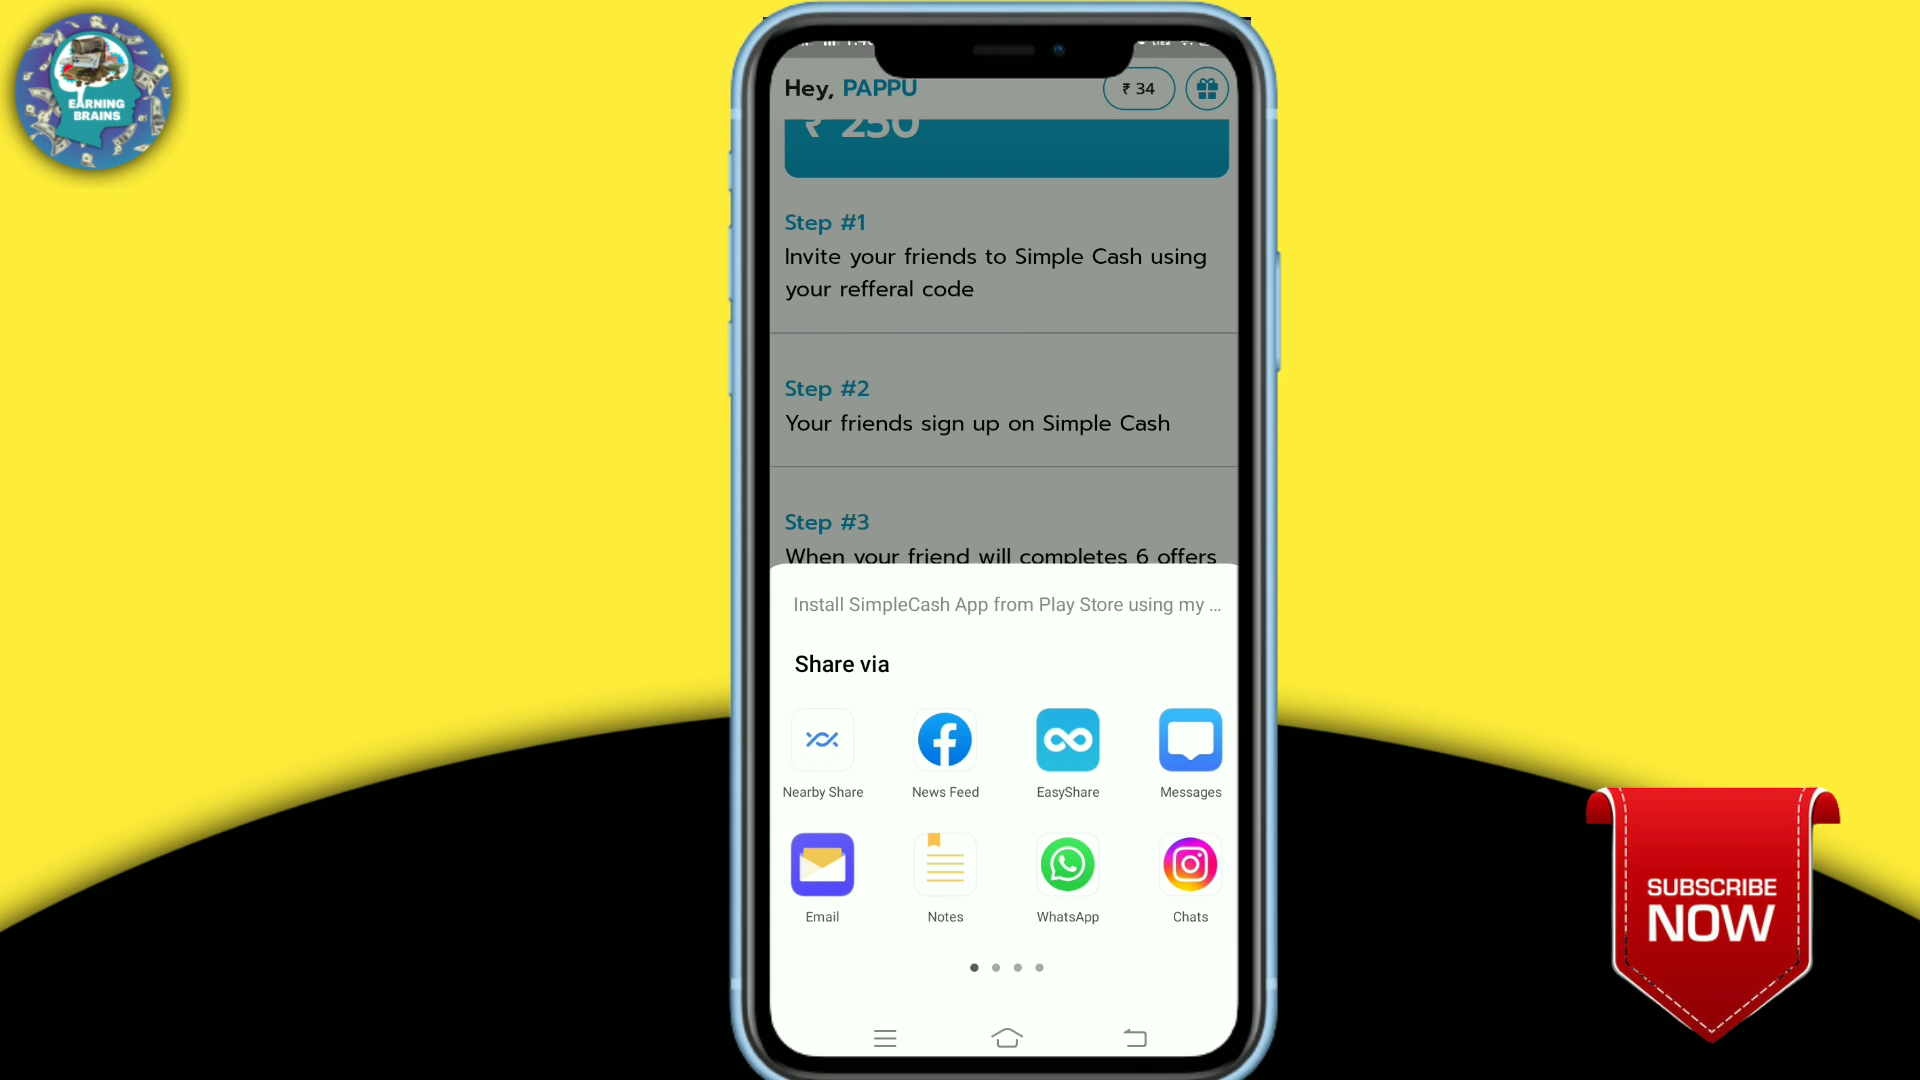 EARNING
BRAINS
Hey, PAPPU
₹ 34
₹ 250
Step #1
Invite your friends to Simple Cash using
your refferal code
Step #2
Your friends sign up on Simple Cash
Step #3
When your friend will completes 6 offers
Install SimpleCash App from Play Store using my ...
Share via
Nearby Share
News Feed
EasyShare
Messages
Email
Notes
WhatsApp
Chats
SUBSCRIBE
NOW